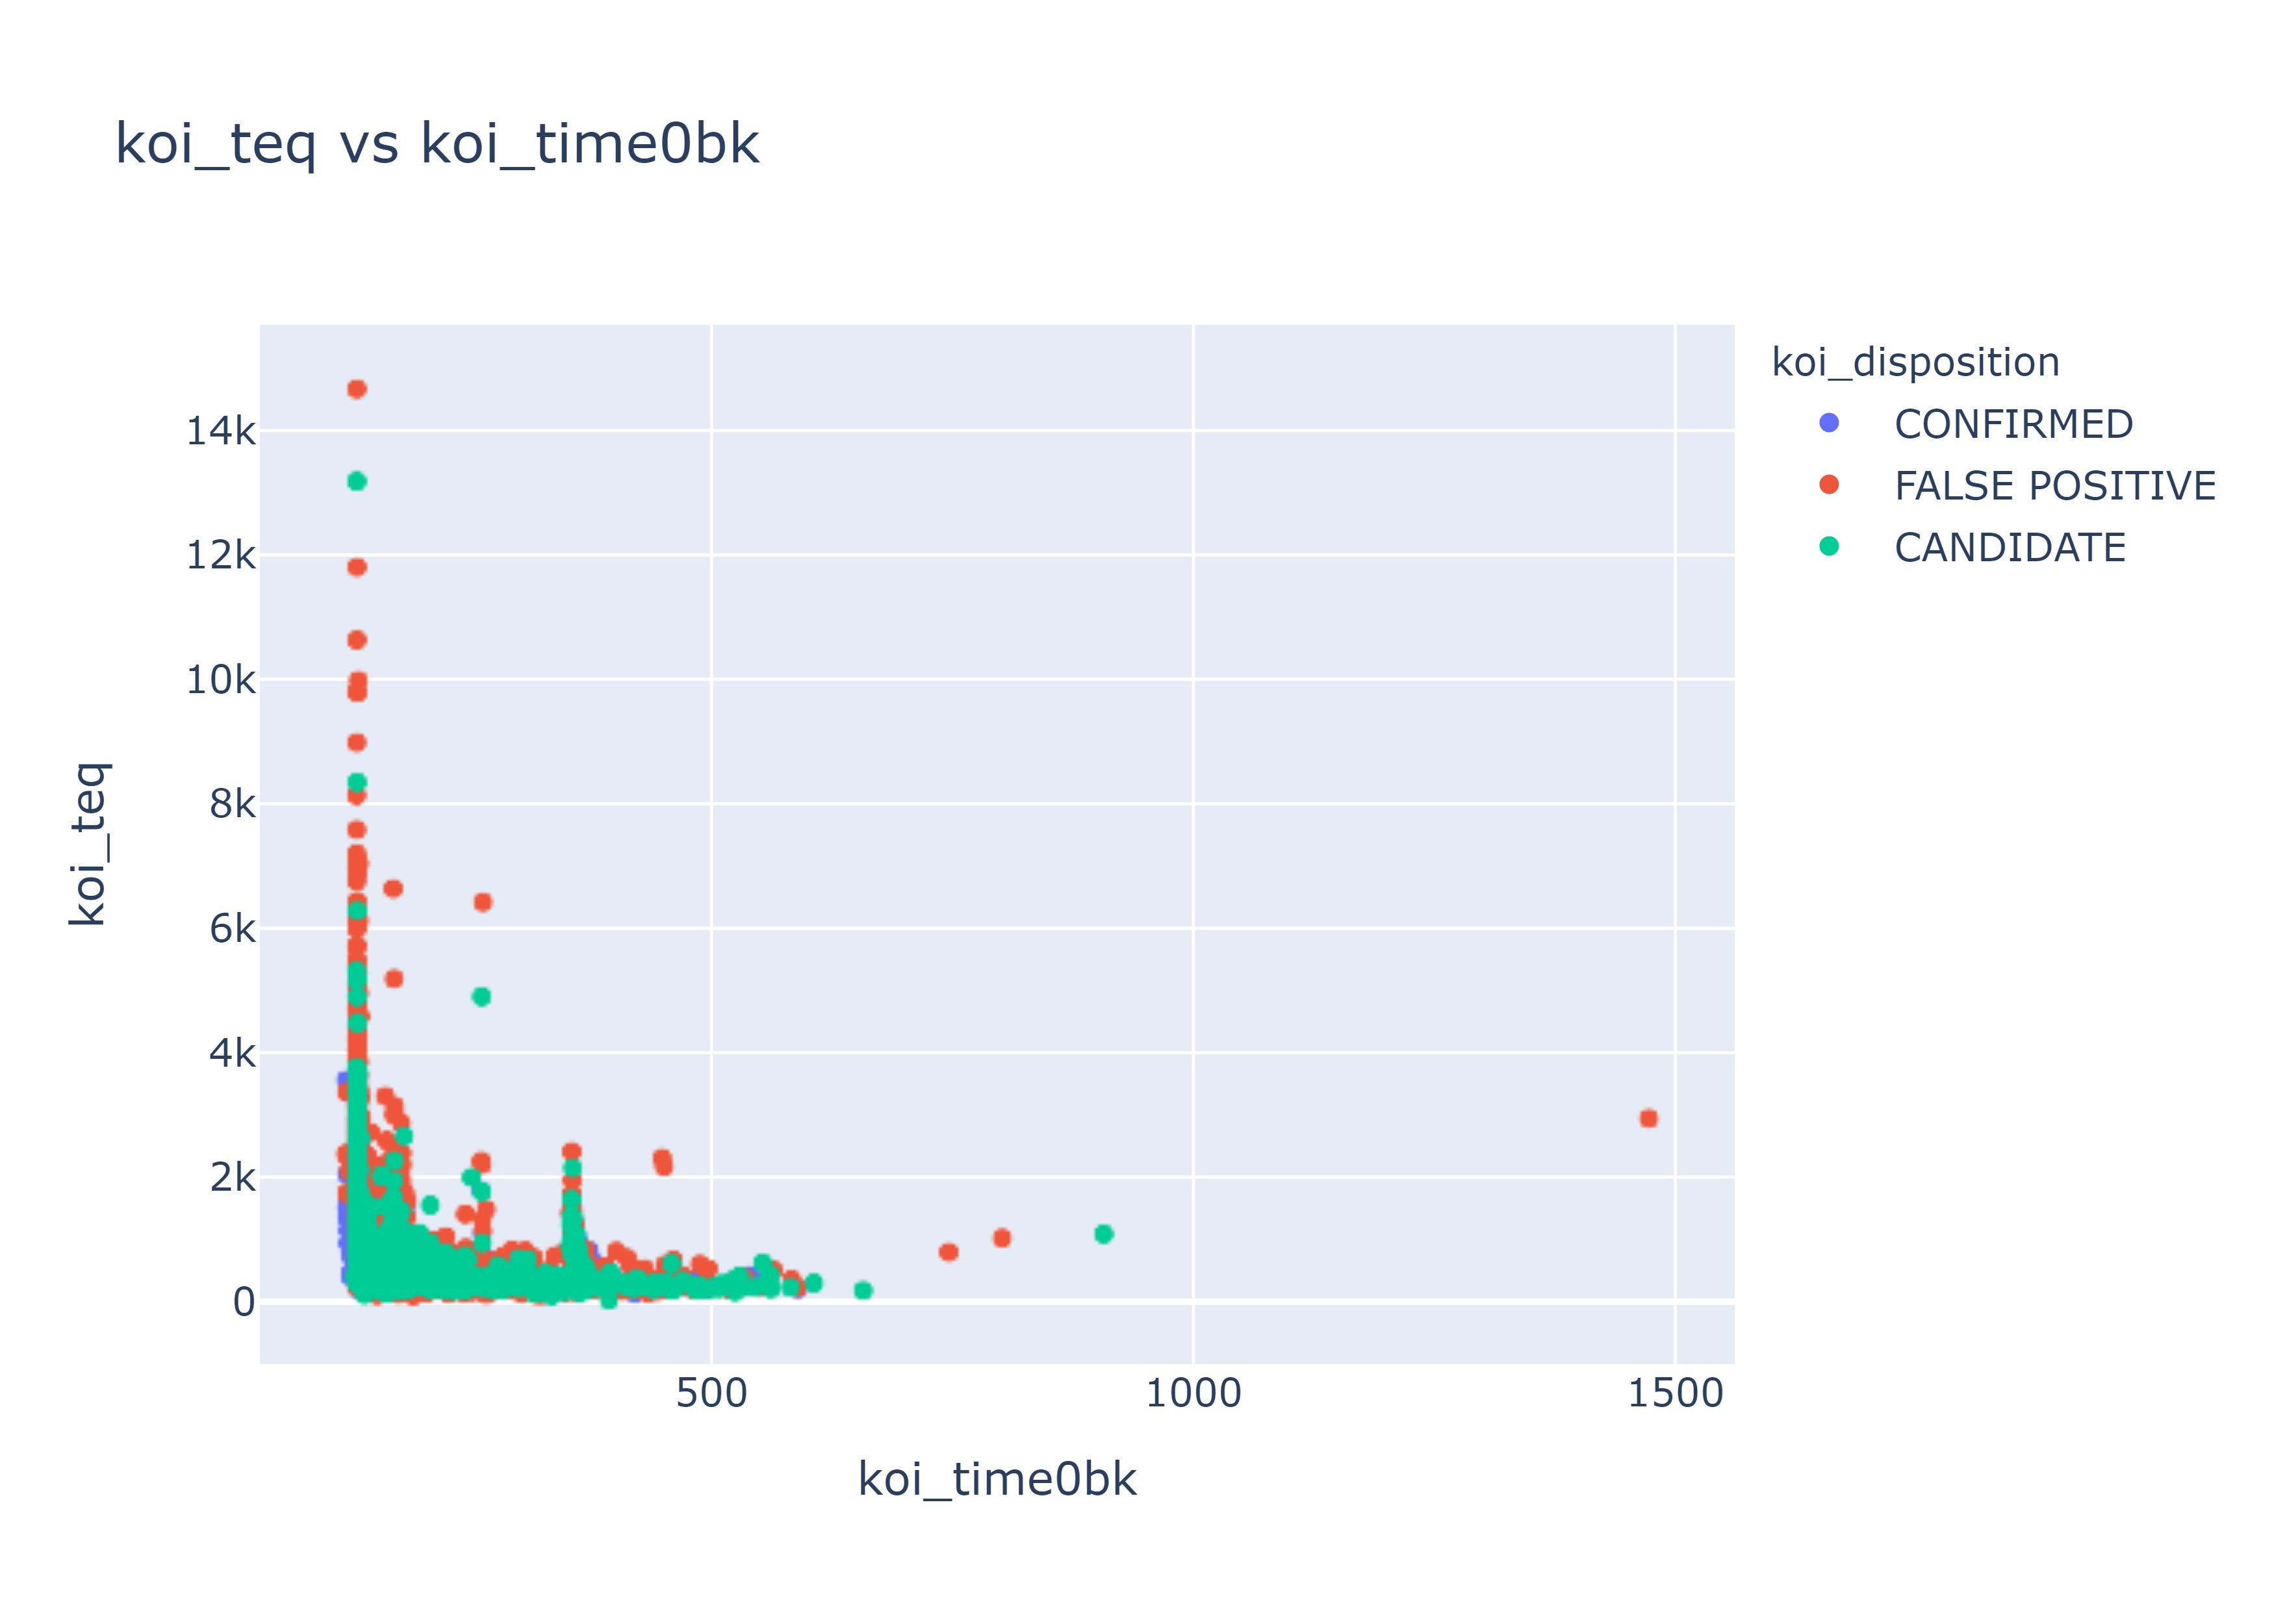 koi_teq vs koi_time0bk
koi_disposition
CONFIRMED
FALSE POSITIVE
CANDIDATE
14k
12k
10k
8k
6k
4k
2k
0
koi_teq
500
1000
1500
koi_time0bk